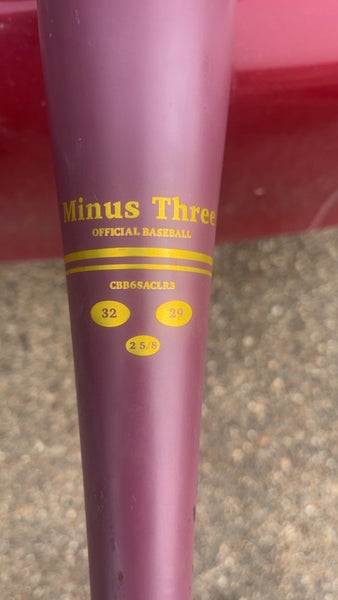 Minus Three
OFFICIAL BASEBALL
CBB6SACLR3
32 29
2 5/8